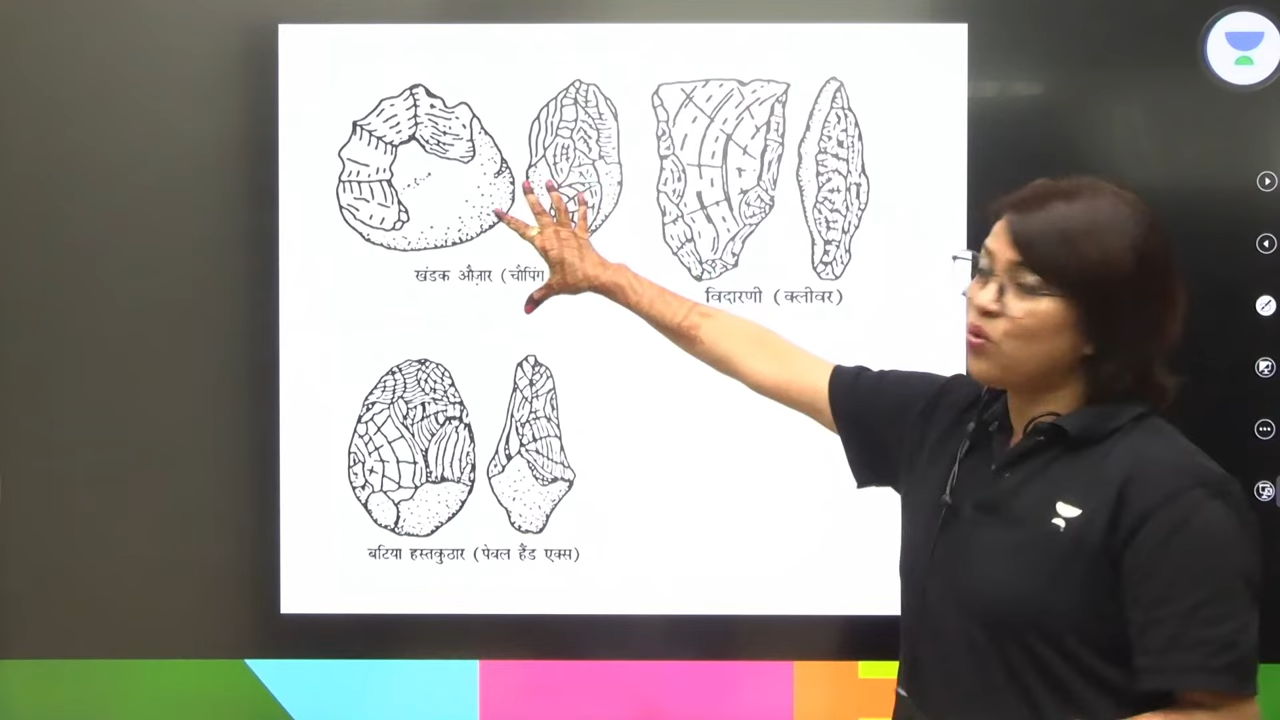 खंडक औज़ार (चौपिंग
विदारणी (क्लीवर)
बटिया हस्तकुठार (पेबल हैंड एक्स)